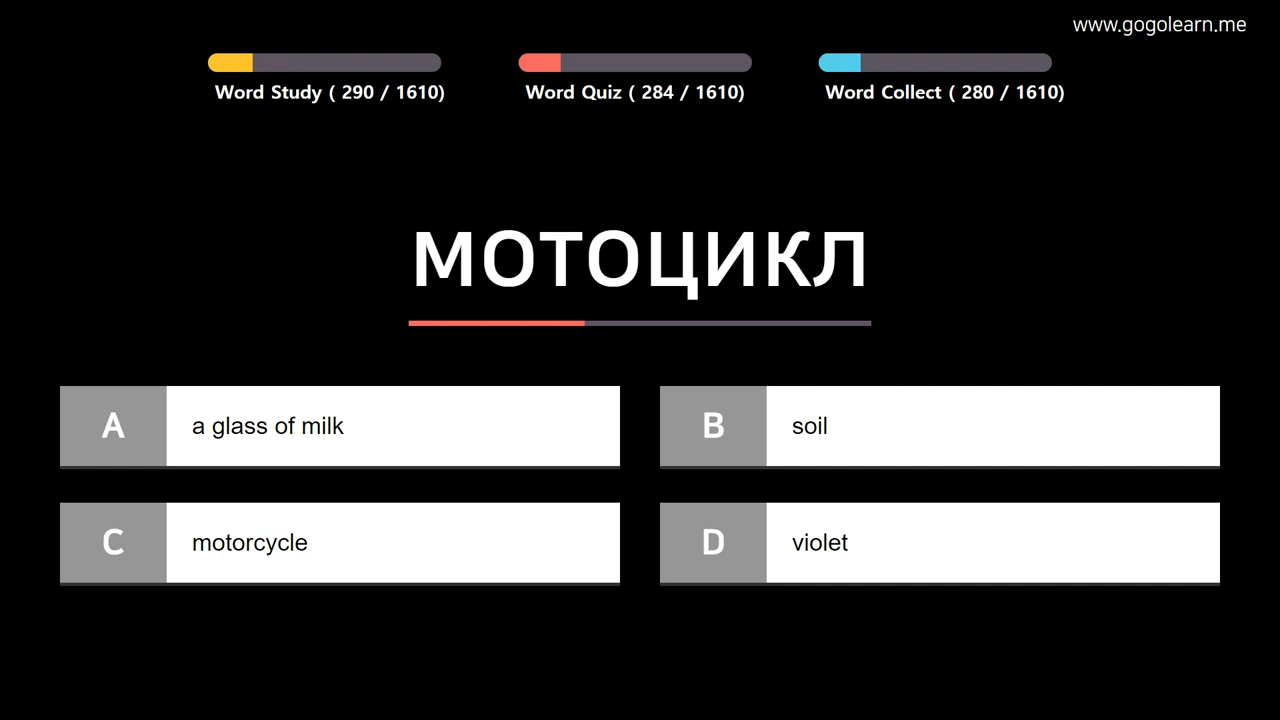 www.gogolearn.me
Word Study ( 290 / 1610)
Word Quiz ( 284 / 1610)
Word Collect ( 280 / 1610)
мотоцикл
A
a glass of milk
B
soil
C
motorcycle
D
violet